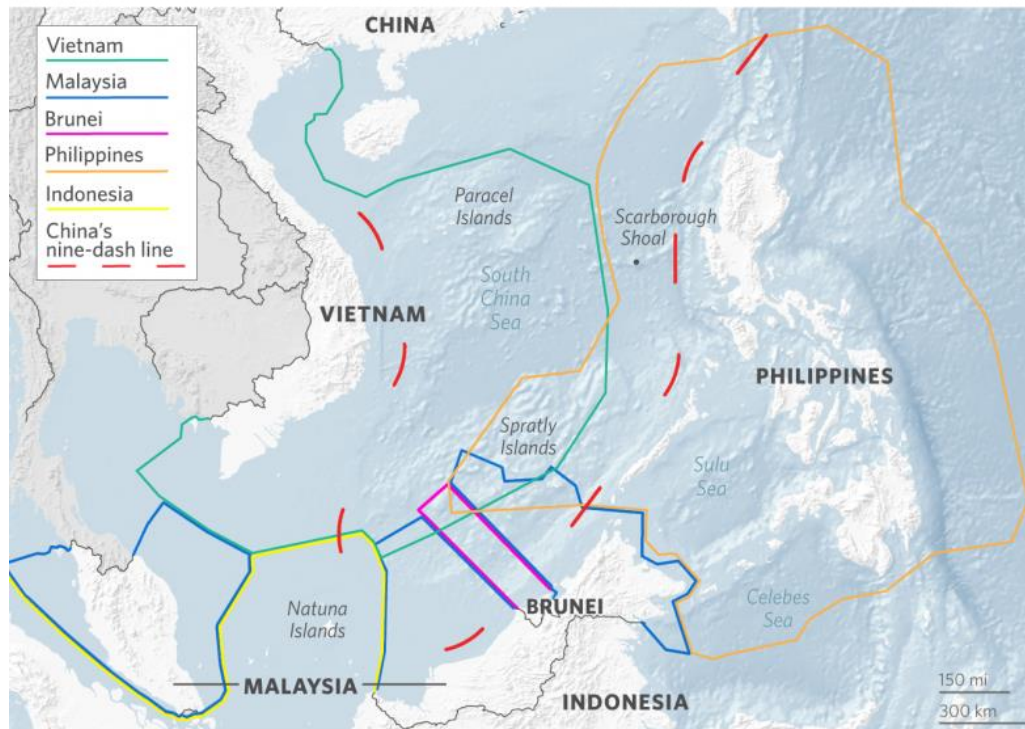 Vietnam
Malaysia
Brunei
Philippines
Indonesia
China's
nine-dash line
CHINA
c
Paracel
Islands
Scarborough
Shoal
South
China
Sea
VIETNAM
PHILIPPINES
Spratly
Islands
Sulu
Sea
Natuna
Islands
BRUNEI
Celebes
Sea
MALAYSIA
INDONESIA
150 mi
300 km